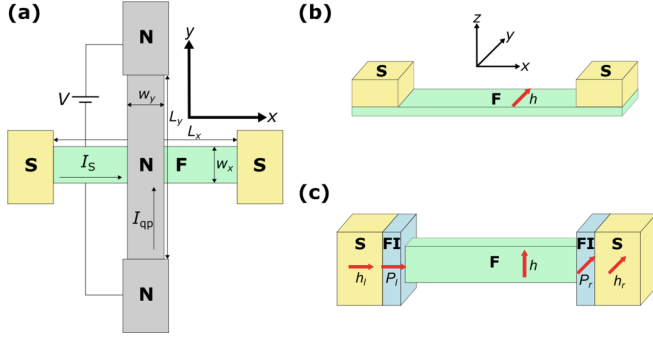 (a)
N
y
x
V
w_y
L_y
L_x
S
I_S
N
F
w_x
S
I_qp
N
(b)
z
y
x
S
S
F
h
(c)
S
FI
F
FI
S
h
h_l
P_l
P_r
h_r